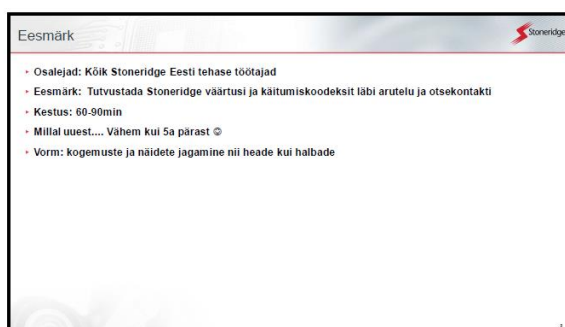 Eesmärk
Stoneridge
Osalejad: Kõik Stoneridge Eesti tehase töötajad
Eesmärk: Tutvustada Stoneridge väärtusi ja käitumiskoodeksit läbi arutelu ja otsekontakti
Kestus: 60-90min
Millal uuest.... Vähem kui 5a pärast ☺
Vorm: kogemuste ja näidete jagamine nii heade kui halbade